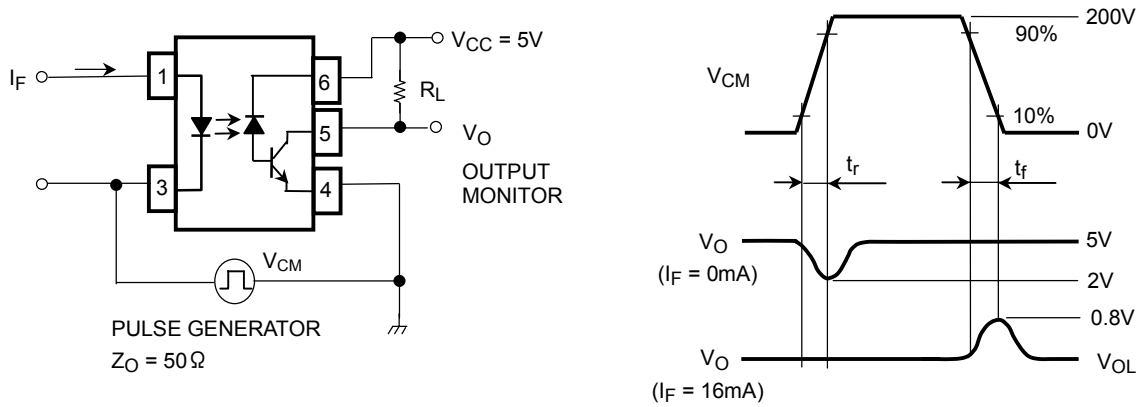 I_F
1
3
6
5
4
V_CC = 5V
R_L
V_O
OUTPUT
MONITOR
V_CM
PULSE GENERATOR
Z_O = 50Ω
V_CM
200V
90%
10%
0V
t_r
t_f
V_O
(I_F = 0mA)
5V
2V
0.8V
V_O
(I_F = 16mA)
V_OL